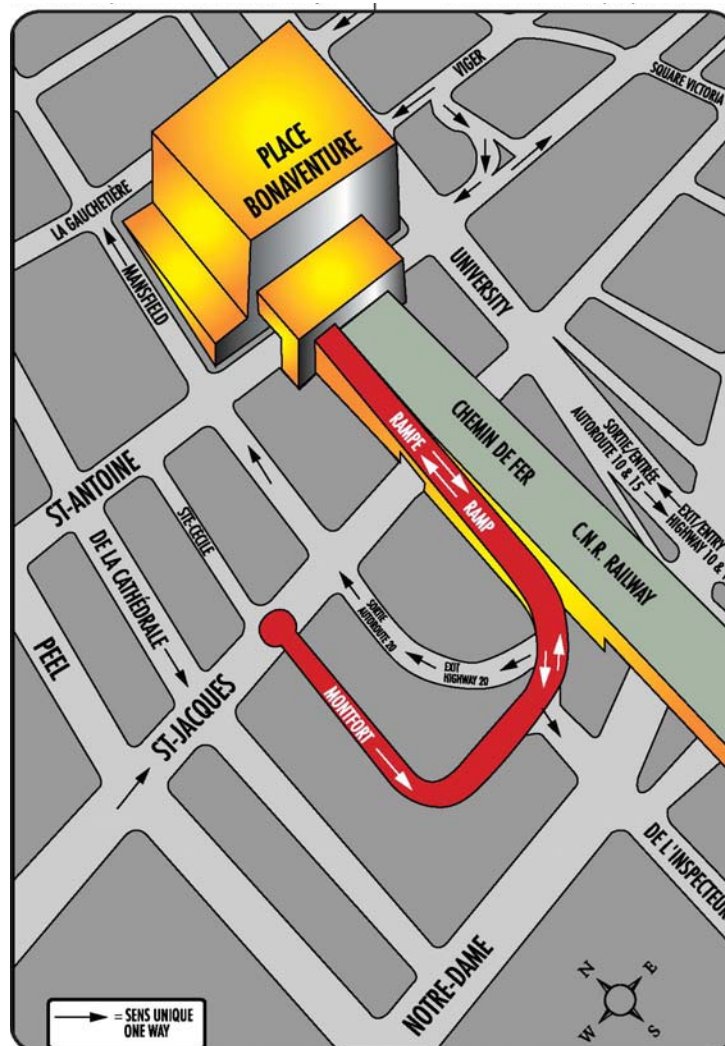 VIGER
SQUARE VICTORIA
PLACE
BONAVENTURE
LA GAUCHETIÈRE
MANSFIELD
UNIVERSITY
CHEMIN DE FER
C.N.R. RAILWAY
SORTIE/ENTRÉE
AUTOROUTE 10 & 15
EXIT/ENTRY
HIGHWAY 10 &
RAMPE
RAMP
ST-ANTOINE
STE-CECILE
DE LA CATHÉDRALE
PEEL
ST-JACQUES
SORTIE
AUTOROUTE 20
EXIT
HIGHWAY 20
MONTFORT
DE L'INSPECTEUR
NOTRE-DAME
N
E
W
S
= SENS UNIQUE
ONE WAY